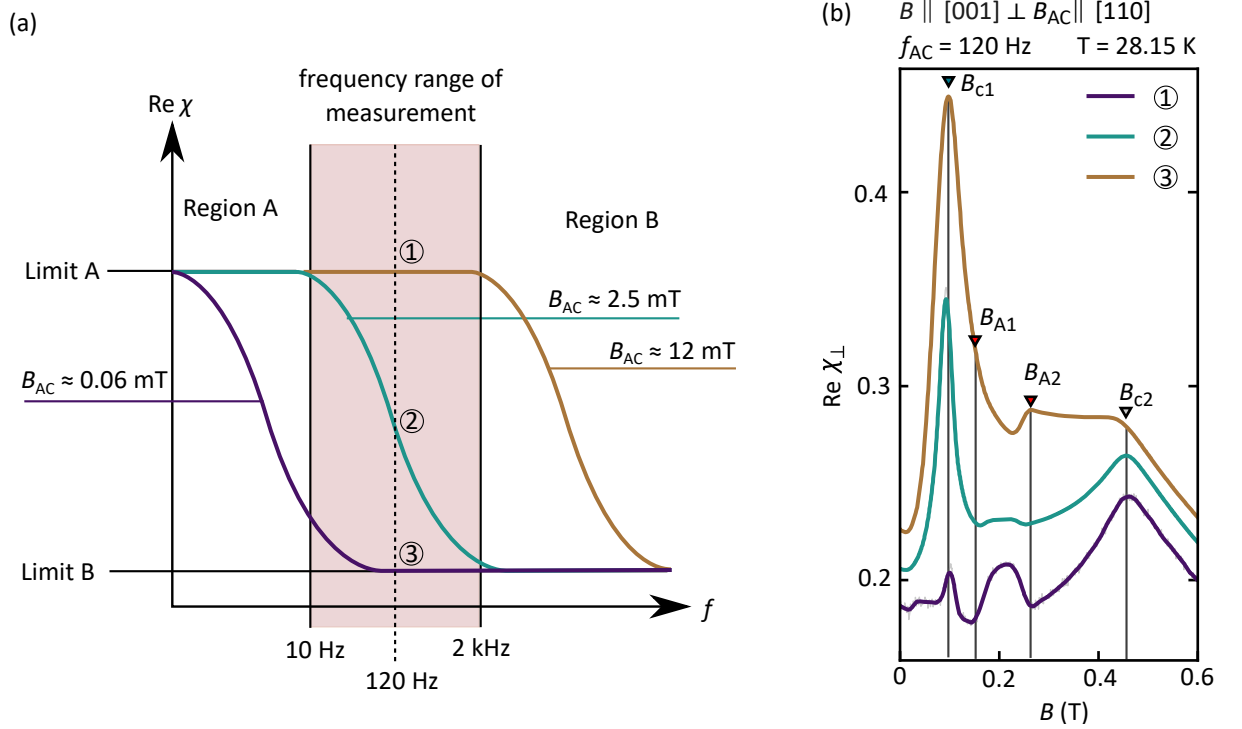 (a)
frequency range of
measurement
Re χ
Region A
Region B
①
Limit A
B_AC ≈ 2.5 mT
B_AC ≈ 12 mT
B_AC ≈ 0.06 mT
②
③
Limit B
f
10 Hz
2 kHz
120 Hz
(b)
B ∥ [001] ⊥ B_AC ∥ [110]
f_AC = 120 Hz T = 28.15 K
B_c1
①
②
③
0.4
B_A1
B_A2
B_c2
0.3
Re χ_⊥
0.2
0 0.2 0.4 0.6
B (T)